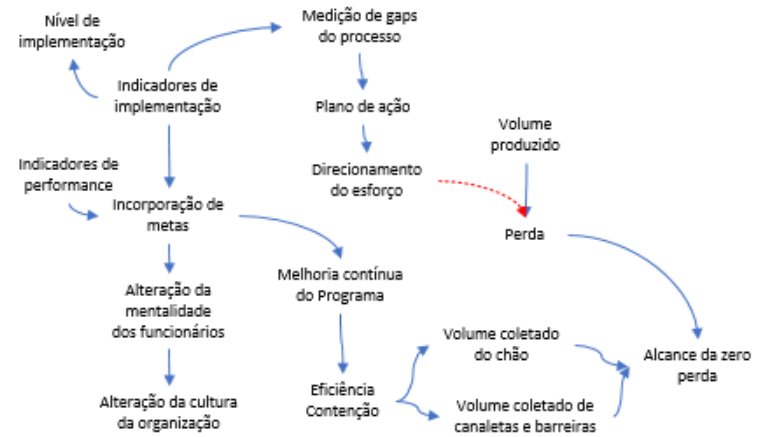 Nível de
implementação
Medição de gaps
do processo
Indicadores de
implementação
Plano de ação
Volume
produzido
Indicadores de
performance
Direcionamento
do esforço
Incorporação de
metas
Perda
Melhoria contínua
do Programa
Alteração da
mentalidade
dos funcionários
Volume coletado
do chão
Alcance da zero
perda
Eficiência
Contenção
Alteração da cultura
da organização
Volume coletado de
canaletas e barreiras